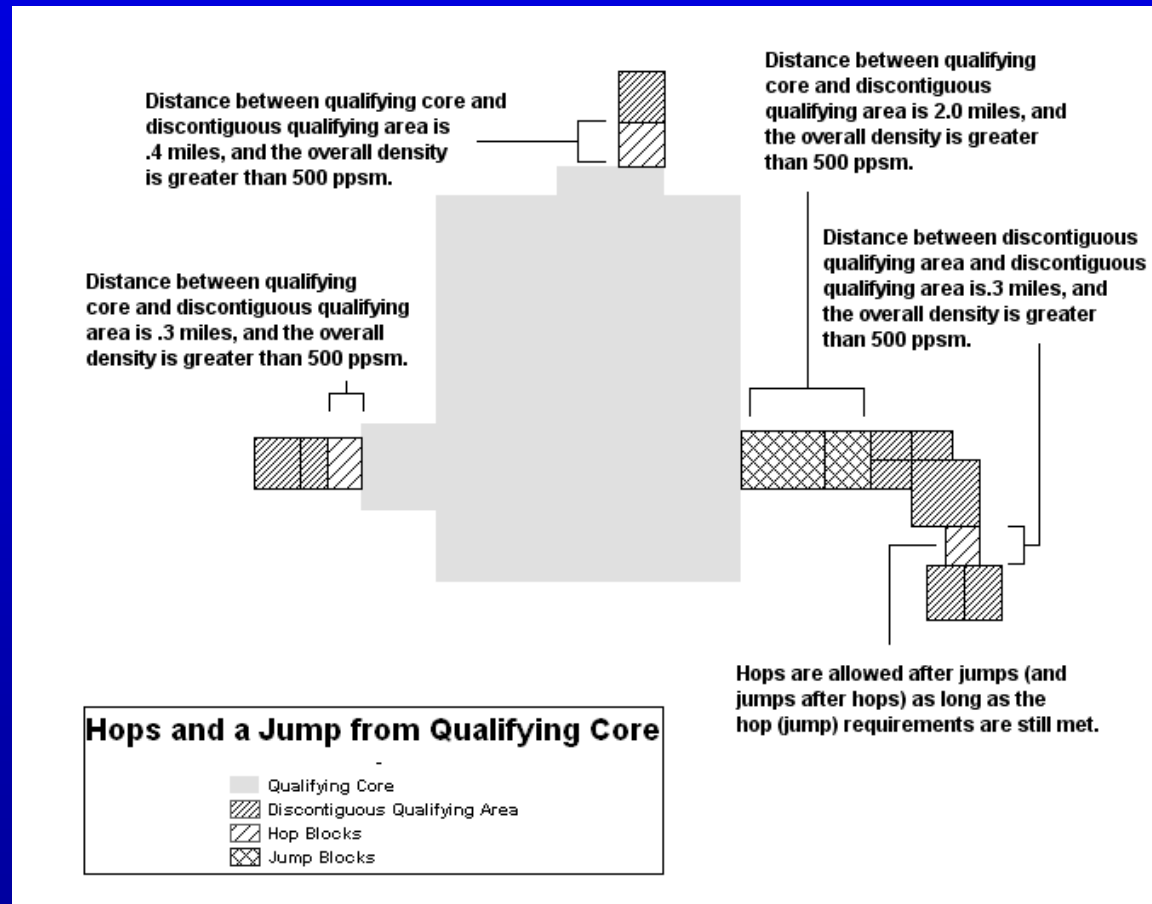 Distance between qualifying core and
discontiguous qualifying area is
.4 miles, and the overall density
is greater than 500 ppsm.
Distance between qualifying
core and discontiguous
qualifying area is 2.0 miles, and
the overall density is greater
than 500 ppsm.
Distance between discontiguous
qualifying area and discontiguous
qualifying area is.3 miles, and
the overall density is greater
than 500 ppsm.
Distance between qualifying
core and discontiguous qualifying
area is .3 miles, and the overall
density is greater than 500 ppsm.
Hops are allowed after jumps (and
jumps after hops) as long as the
hop (jump) requirements are still met.
Hops and a Jump from Qualifying Core
-
Qualifying Core
Discontiguous Qualifying Area
Hop Blocks
Jump Blocks